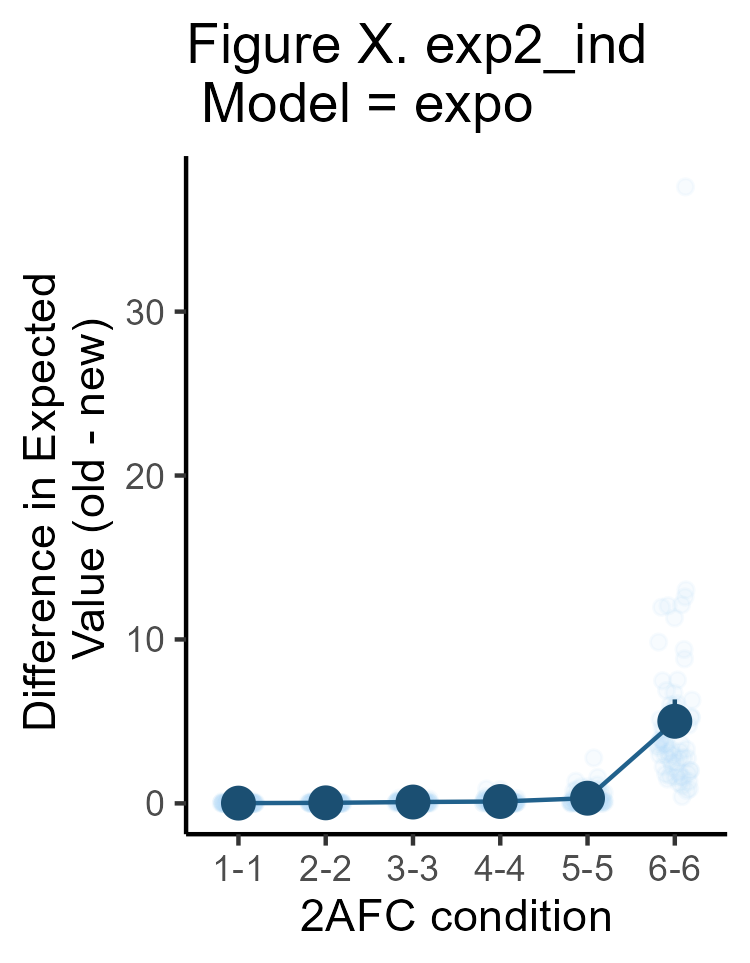 Figure X. exp2_ind
Model = expo
Difference in Expected
Value (old - new)
30
20
10
0
1-1 2-2 3-3 4-4 5-5 6-6
2AFC condition